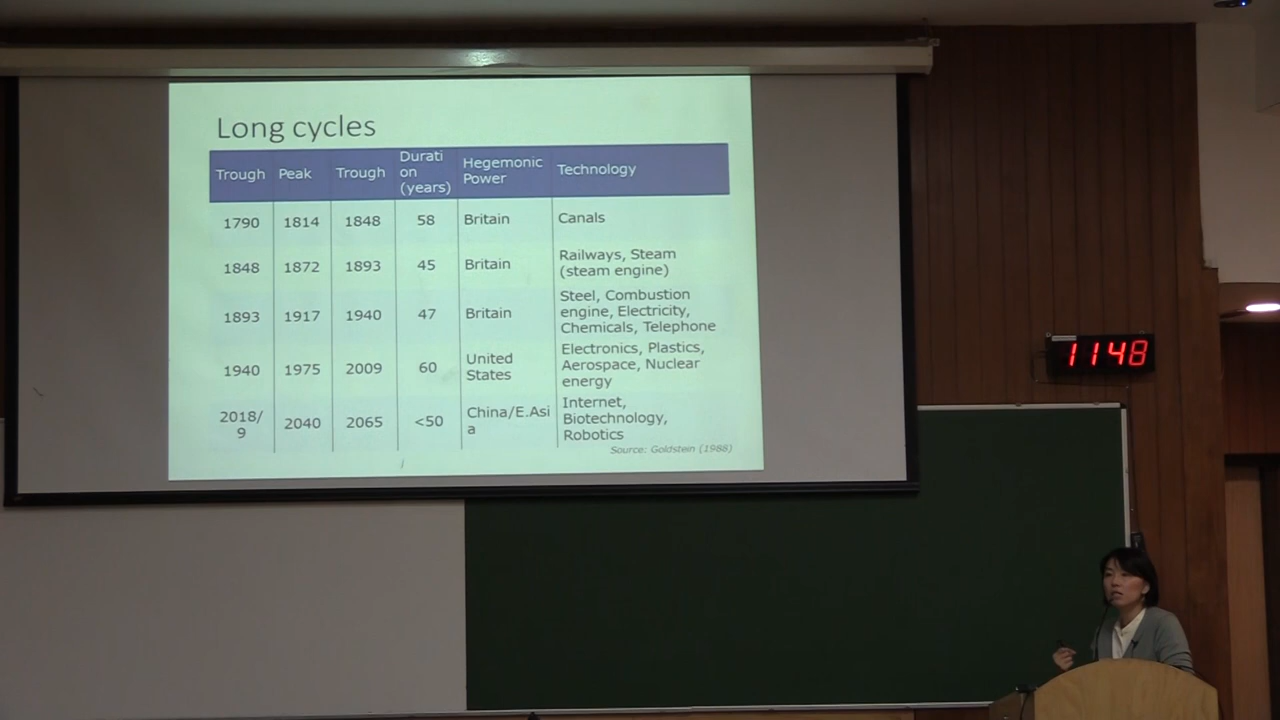 Long cycles
Trough Peak Trough Durati on (years) Hegemonic Power Technology
1790 1814 1848 58 Britain Canals
1848 1872 1893 45 Britain Railways, Steam (steam engine)
1893 1917 1940 47 Britain Steel, Combustion engine, Electricity, Chemicals, Telephone
1940 1975 2009 60 United States Electronics, Plastics, Aerospace, Nuclear energy
2018/ 9 2040 2065 <50 China/E.Asi a Internet, Biotechnology, Robotics
Source: Goldstein (1988)
1148